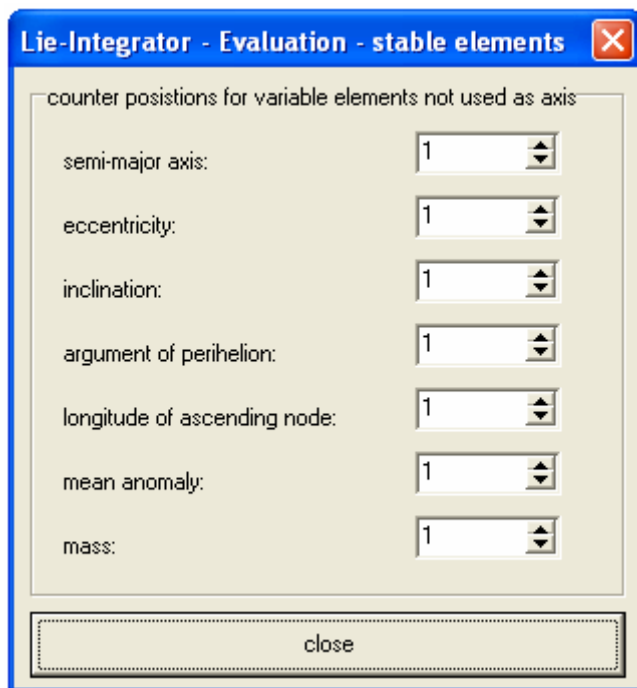 Lie-Integrator - Evaluation - stable elements
counter posistions for variable elements not used as axis
semi-major axis: 1
eccentricity: 1
inclination: 1
argument of perihelion: 1
longitude of ascending node: 1
mean anomaly: 1
mass: 1
close